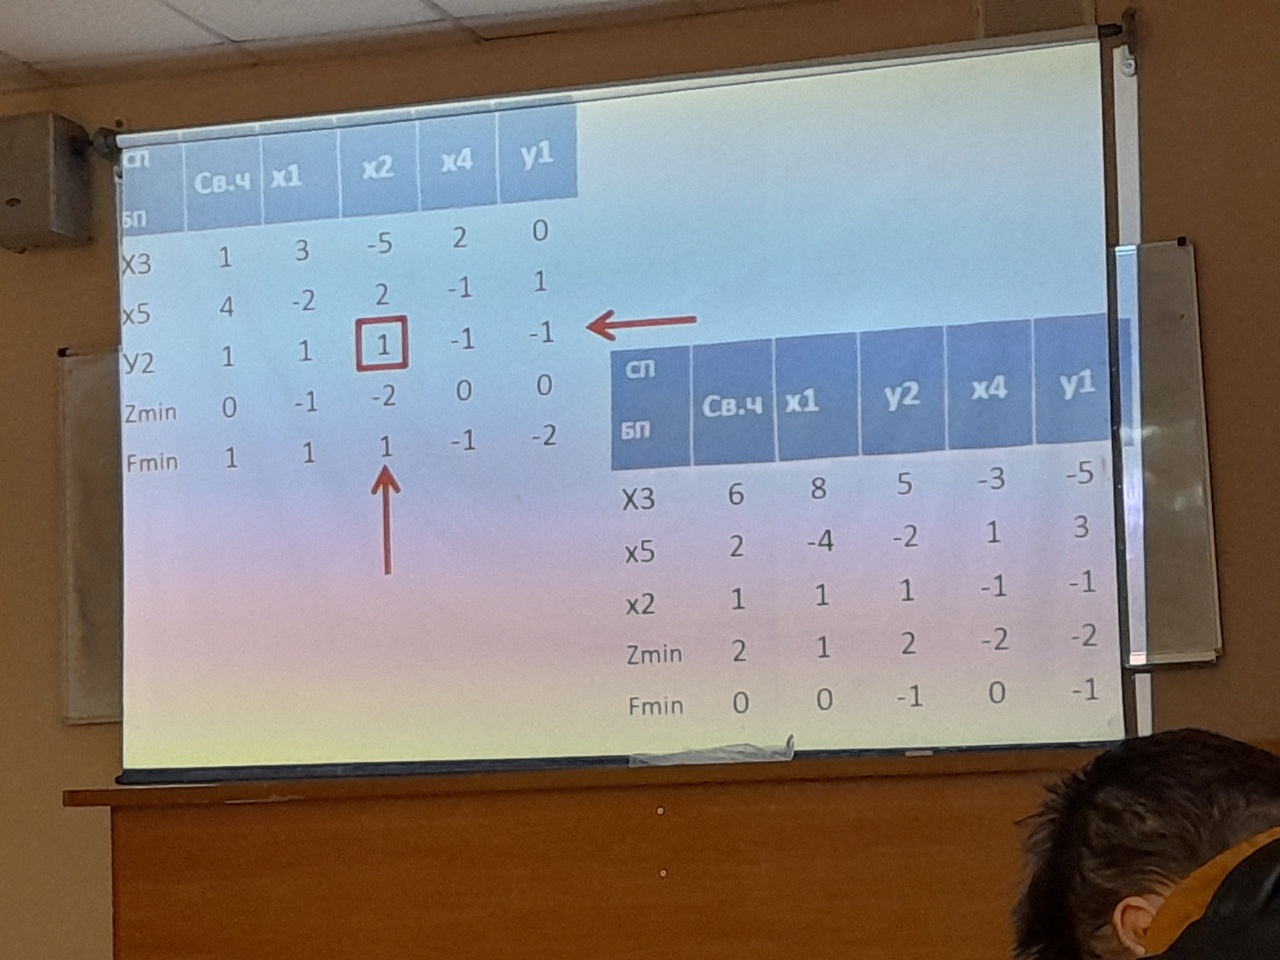 СП
БП Св.ч x1 x2 x4 y1
X3 1 3 -5 2 0
x5 4 -2 2 -1 1
У2 1 1 1 -1 -1
Zmin 0 -1 -2 0 0
Fmin 1 1 1 -1 -2
СП
БП Св.ч x1 y2 x4 y1
X3 6 8 5 -3 -5
x5 2 -4 -2 1 3
x2 1 1 1 -1 -1
Zmin 2 1 2 -2 -2
Fmin 0 0 -1 0 -1